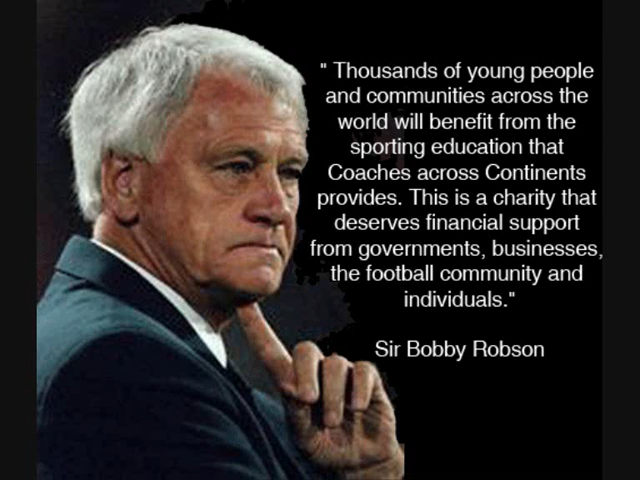 " Thousands of young people
and communities across the
world will benefit from the
sporting education that
Coaches across Continents
provides. This is a charity that
deserves financial support
from governments, businesses,
the football community and
individuals."
Sir Bobby Robson